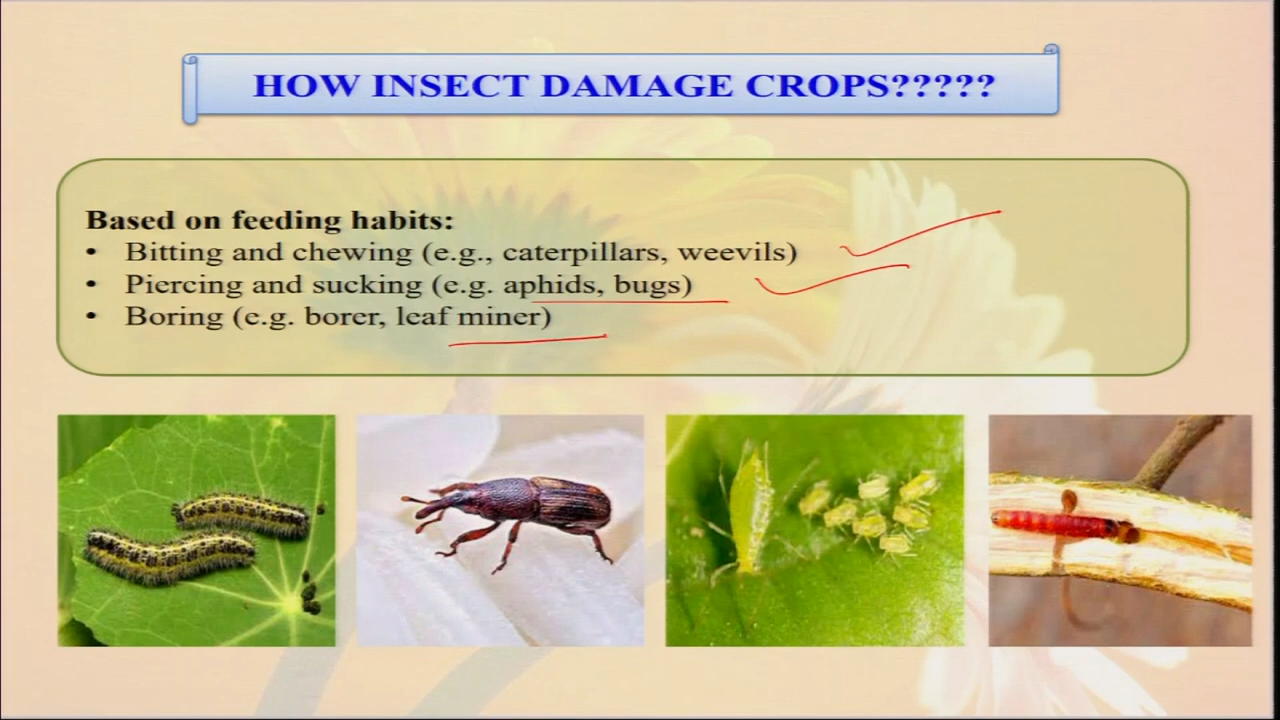 HOW INSECT DAMAGE CROPS?????
Based on feeding habits:
• Bitting and chewing (e.g., caterpillars, weevils)
• Piercing and sucking (e.g. aphids, bugs)
• Boring (e.g. borer, leaf miner)